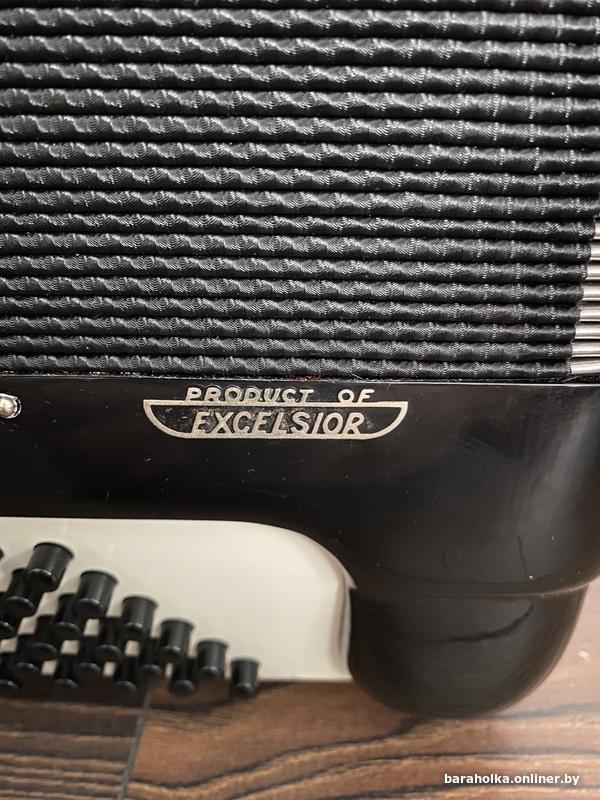 PRODUCT OF
EXCELSIOR
baraholka.onliner.by